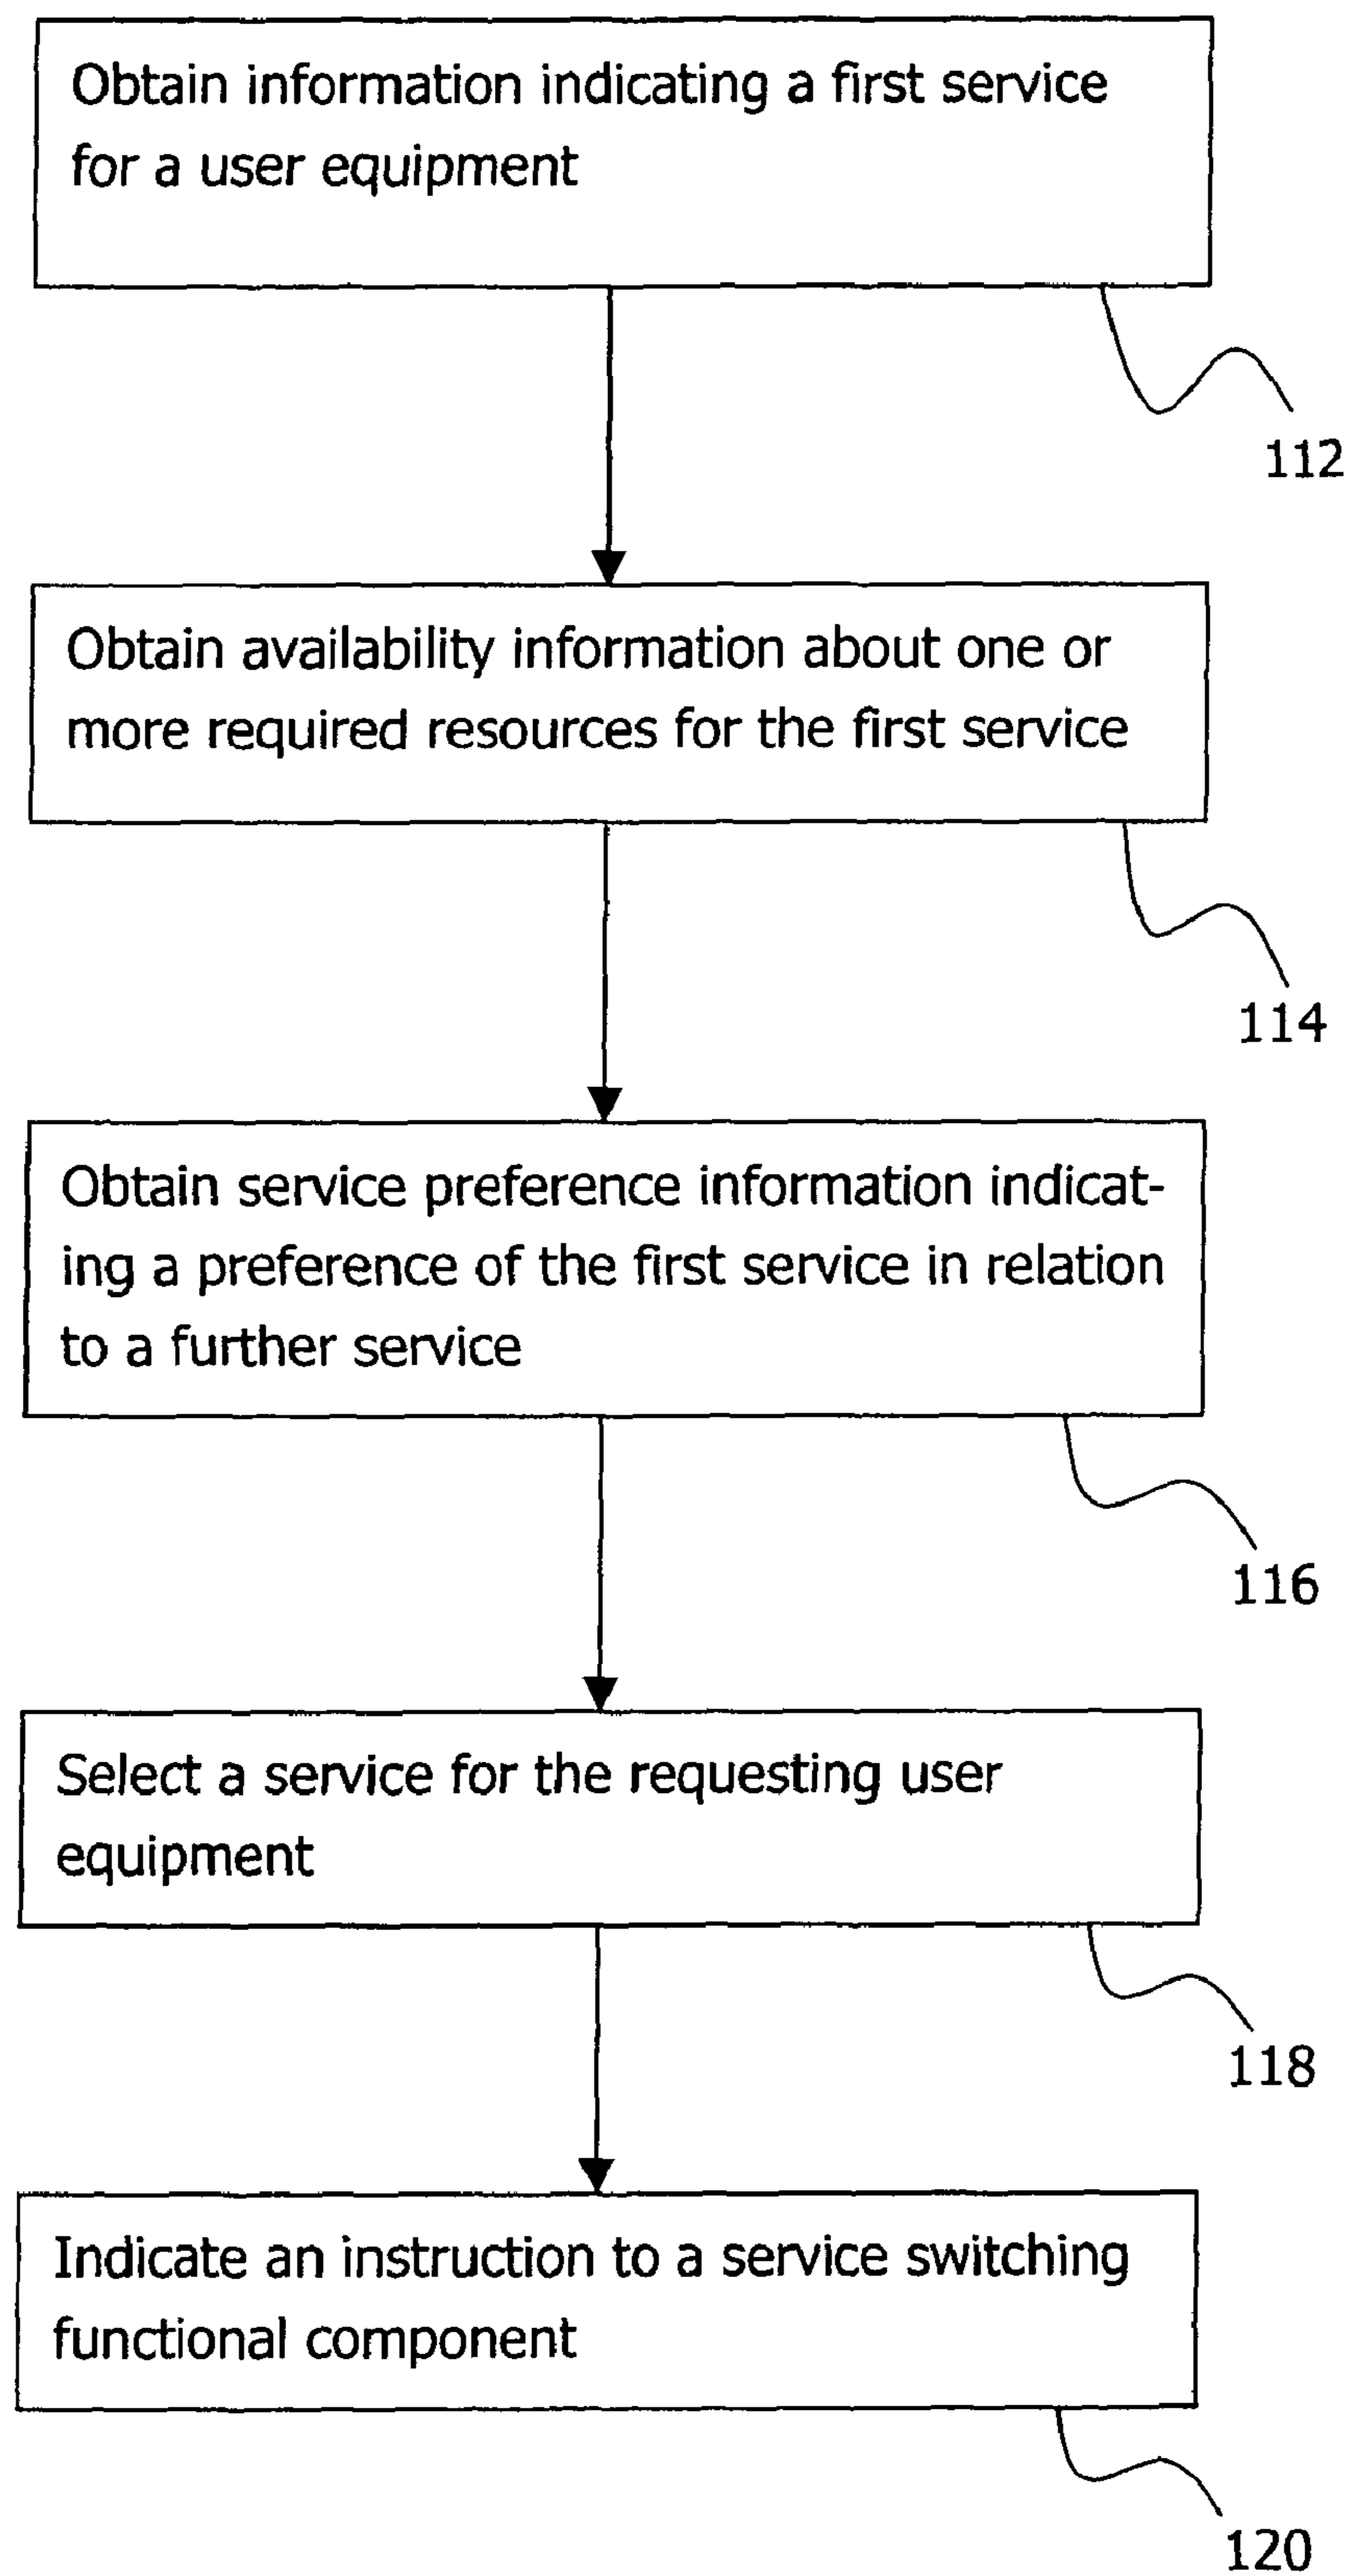 Obtain information indicating a first service
for a user equipment
112
Obtain availability information about one or
more required resources for the first service
114
Obtain service preference information indicat-
ing a preference of the first service in relation
to a further service
116
Select a service for the requesting user
equipment
118
Indicate an instruction to a service switching
functional component
120